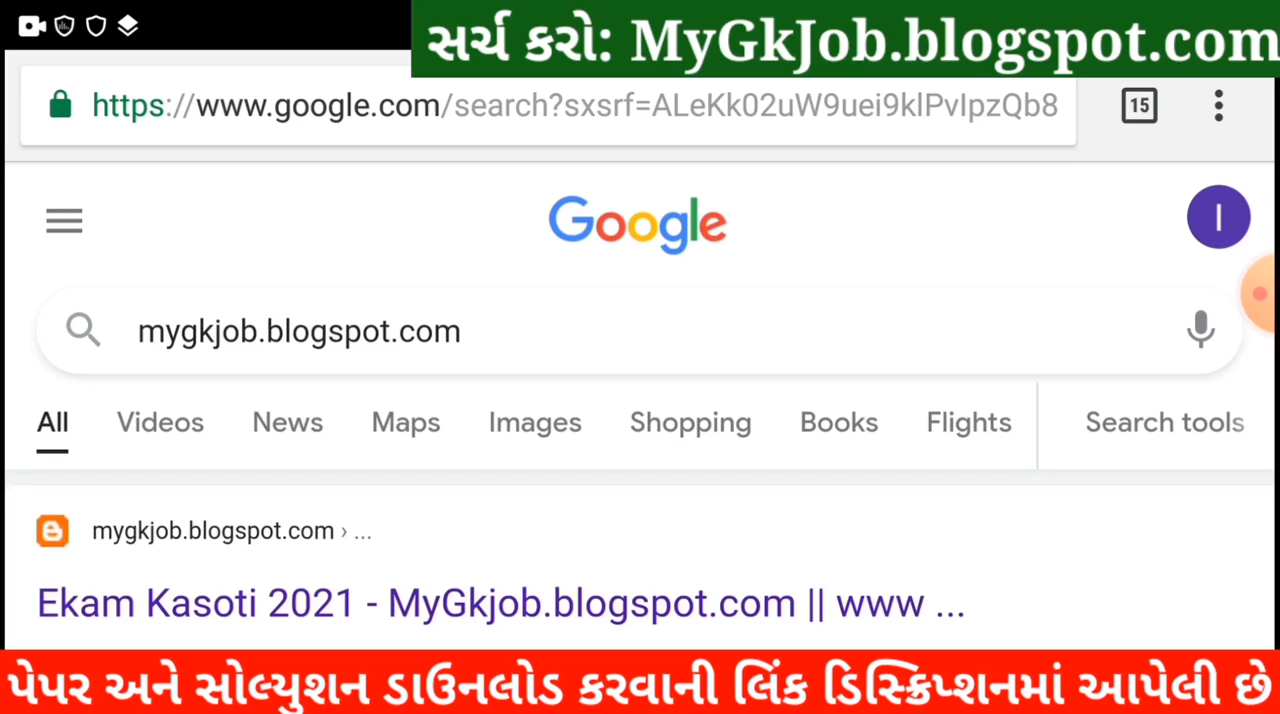 સર્ચ કરો: MyGkJob.blogspot.com
https://www.google.com/search?sxsrf=ALeKk02uW9uei9klPvIpzQb8
15
Google
I
mygkjob.blogspot.com
All Videos News Maps Images Shopping Books Flights Search tools
mygkjob.blogspot.com › ...
Ekam Kasoti 2021 - MyGkjob.blogspot.com || www ...
પેપર અને સોલ્યુશન ડાઉનલોડ કરવાની લિંક ડિસ્ક્રિપ્શનમાં આપેલી છે